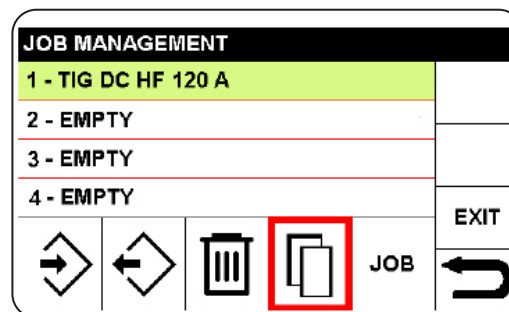 JOB MANAGEMENT
1 - TIG DC HF 120 A
2 - EMPTY
3 - EMPTY
4 - EMPTY
EXIT
JOB